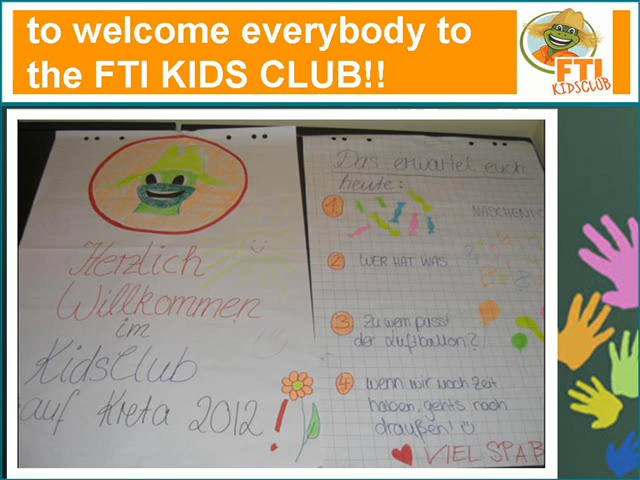 to welcome everybody to
the FTI KIDS CLUB!!
FTI
KIDSCLUB
Herzlich
Willkommen
im
KidsClub
auf Kreta 2012!
Das erwartet euch
heute:
1
2 WER HAT WAS
3 Zu wem passt
der Luftballon?
4 Wenn wir noch Zeit
haben, gehts noch
draußen!
VIEL SPAß